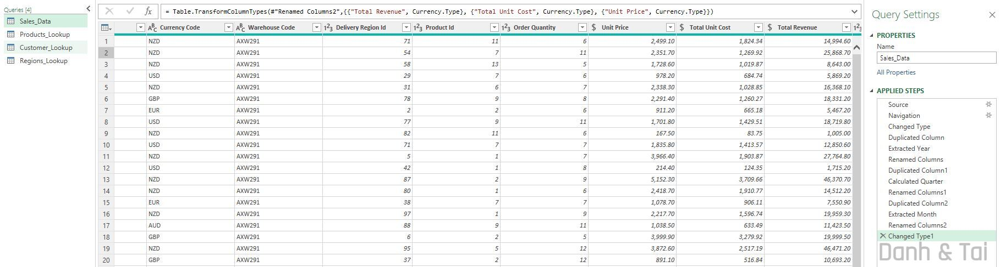 Queries [4]
Sales_Data
Products_Lookup
Customer_Lookup
Regions_Lookup
fx
= Table.TransformColumnTypes(#"Renamed Columns2",{{"Total Revenue", Currency.Type}, {"Total Unit Cost", Currency.Type}, {"Unit Price", Currency.Type}})
ABC Currency Code ABC Warehouse Code 123 Delivery Region Id 123 Product Id 123 Order Quantity $ Unit Price $ Total Unit Cost $ Total Revenue 123
1 NZD AXW291 71 11 6 2,499.10 1,824.34 14,994.60
2 NZD AXW291 54 7 11 2,351.70 1,269.92 25,868.70
3 NZD AXW291 58 13 5 1,728.60 1,019.87 8,643.00
4 USD AXW291 29 7 6 978.20 684.74 5,869.20
5 NZD AXW291 31 6 7 2,338.30 1,028.85 16,368.10
6 GBP AXW291 78 9 8 2,291.40 1,260.27 18,331.20
7 EUR AXW291 2 2 6 911.20 665.18 5,467.20
8 USD AXW291 77 9 11 1,701.80 1,429.51 18,719.80
9 NZD AXW291 82 11 6 167.50 83.75 1,005.00
10 USD AXW291 71 7 7 1,835.80 1,413.57 12,850.60
11 NZD AXW291 5 1 7 3,966.40 1,903.87 27,764.80
12 USD AXW291 42 1 8 214.40 124.35 1,715.20
13 NZD AXW291 87 2 9 5,152.30 3,709.66 46,370.70
14 NZD AXW291 80 1 6 2,418.70 1,910.77 14,512.20
15 EUR AXW291 38 7 7 1,078.70 906.11 7,550.90
16 NZD AXW291 97 1 9 2,217.70 1,596.74 19,959.30
17 AUD AXW291 88 9 11 1,038.50 633.49 11,423.50
18 GBP AXW291 6 2 5 3,999.90 3,279.92 19,999.50
19 NZD AXW291 95 5 12 3,872.60 2,517.19 46,471.20
20 GBP AXW291 37 2 12 891.10 516.84 10,693.20
Query Settings
PROPERTIES
Name
Sales_Data
All Properties
APPLIED STEPS
Source
Navigation
Changed Type
Duplicated Column
Extracted Year
Renamed Columns
Duplicated Column1
Calculated Quarter
Renamed Columns1
Duplicated Column2
Extracted Month
Renamed Columns2
Changed Type1
Danh & Tai